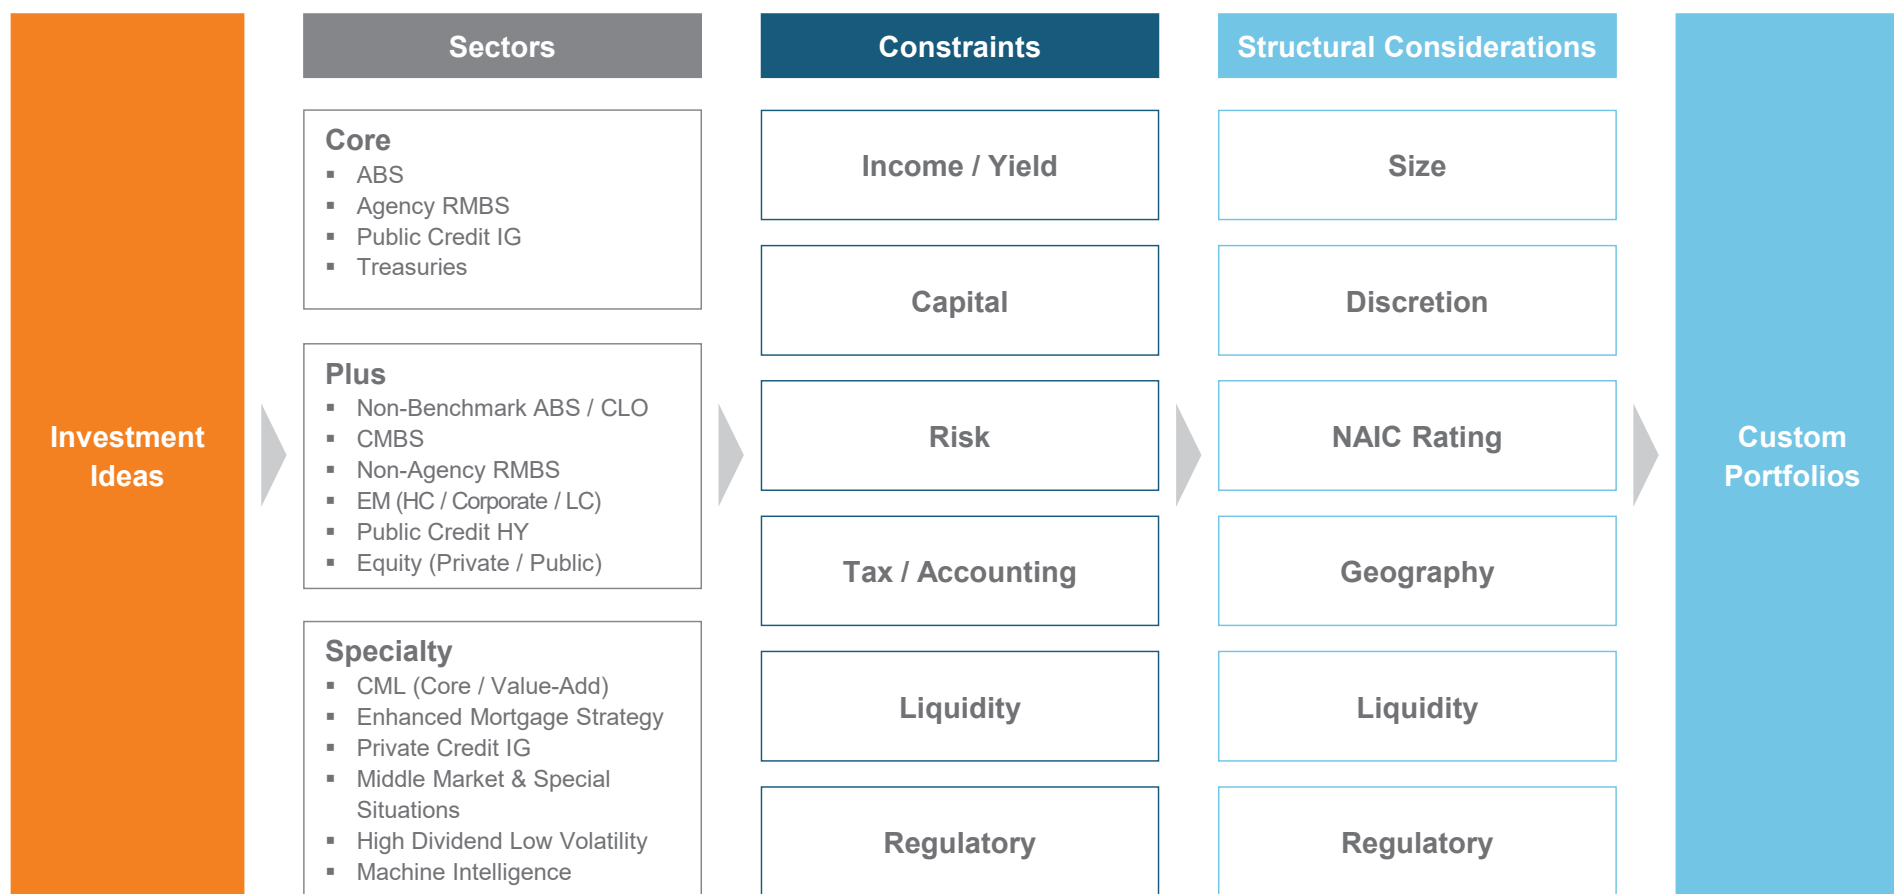 Investment
Ideas
Sectors
Core
▪ ABS
▪ Agency RMBS
▪ Public Credit IG
▪ Treasuries
Plus
▪ Non-Benchmark ABS / CLO
▪ CMBS
▪ Non-Agency RMBS
▪ EM (HC / Corporate / LC)
▪ Public Credit HY
▪ Equity (Private / Public)
Specialty
▪ CML (Core / Value-Add)
▪ Enhanced Mortgage Strategy
▪ Private Credit IG
▪ Middle Market & Special
Situations
▪ High Dividend Low Volatility
▪ Machine Intelligence
Constraints
Income / Yield
Capital
Risk
Tax / Accounting
Liquidity
Regulatory
Structural Considerations
Size
Discretion
NAIC Rating
Geography
Liquidity
Regulatory
Custom
Portfolios